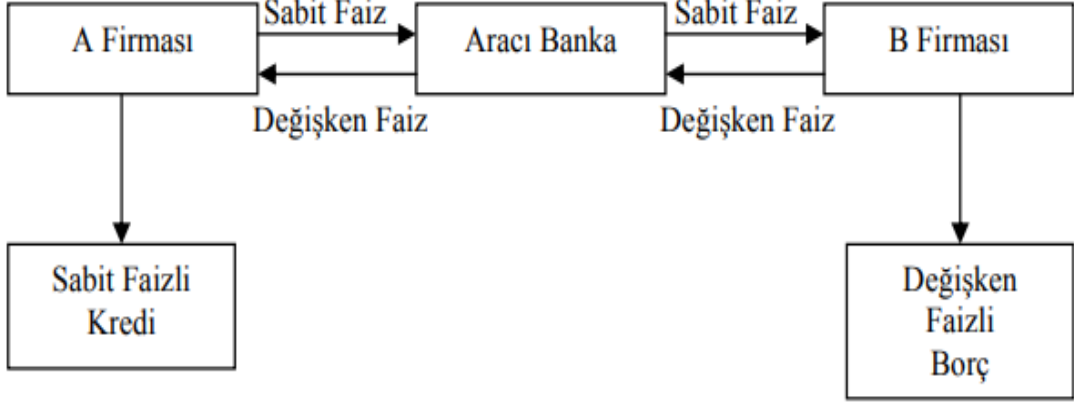 Sabit Faiz
Sabit Faiz
A Firması
Aracı Banka
B Firması
Değişken Faiz
Değişken Faiz
Sabit Faizli
Kredi
Değişken
Faizli
Borç